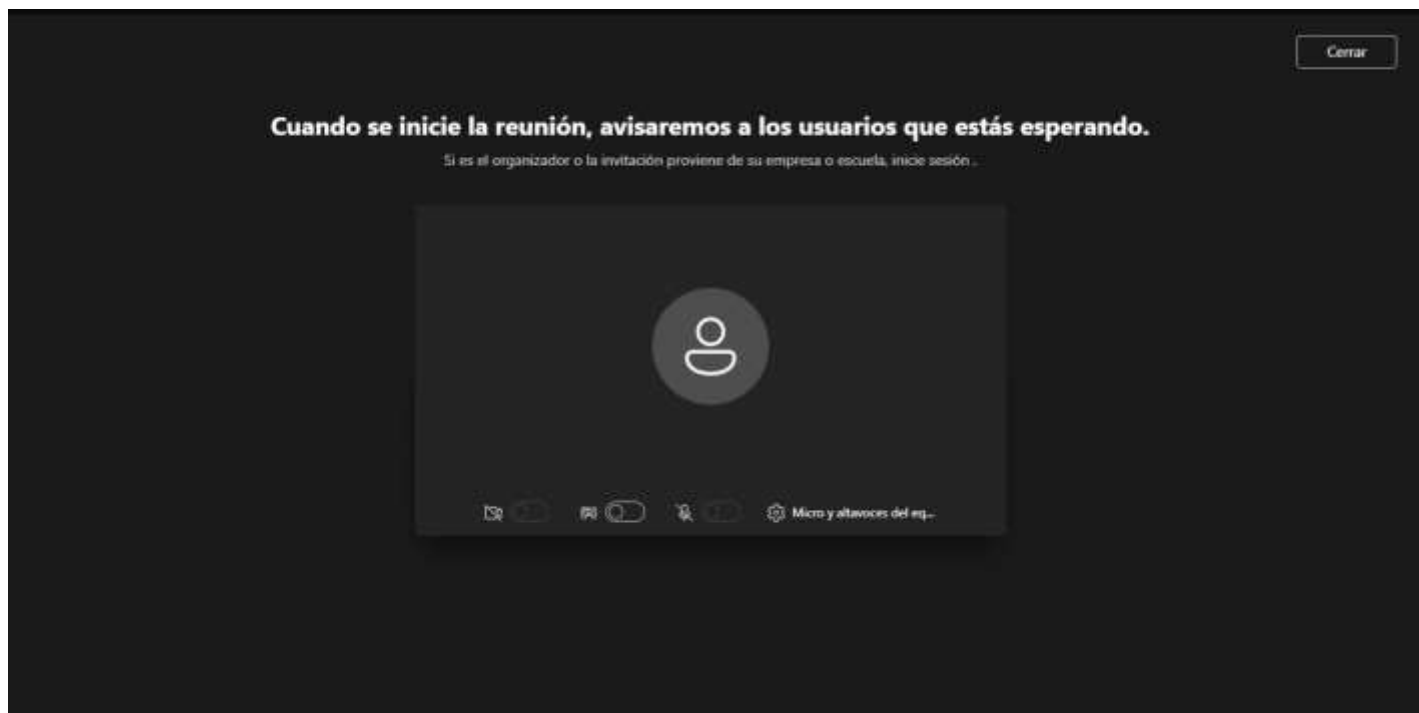 Cerrar
Cuando se inicie la reunión, avisaremos a los usuarios que estás esperando.
Si es el organizador o la invitación proviene de su empresa o escuela, inicie sesión .
Micro y altavoces del eq...